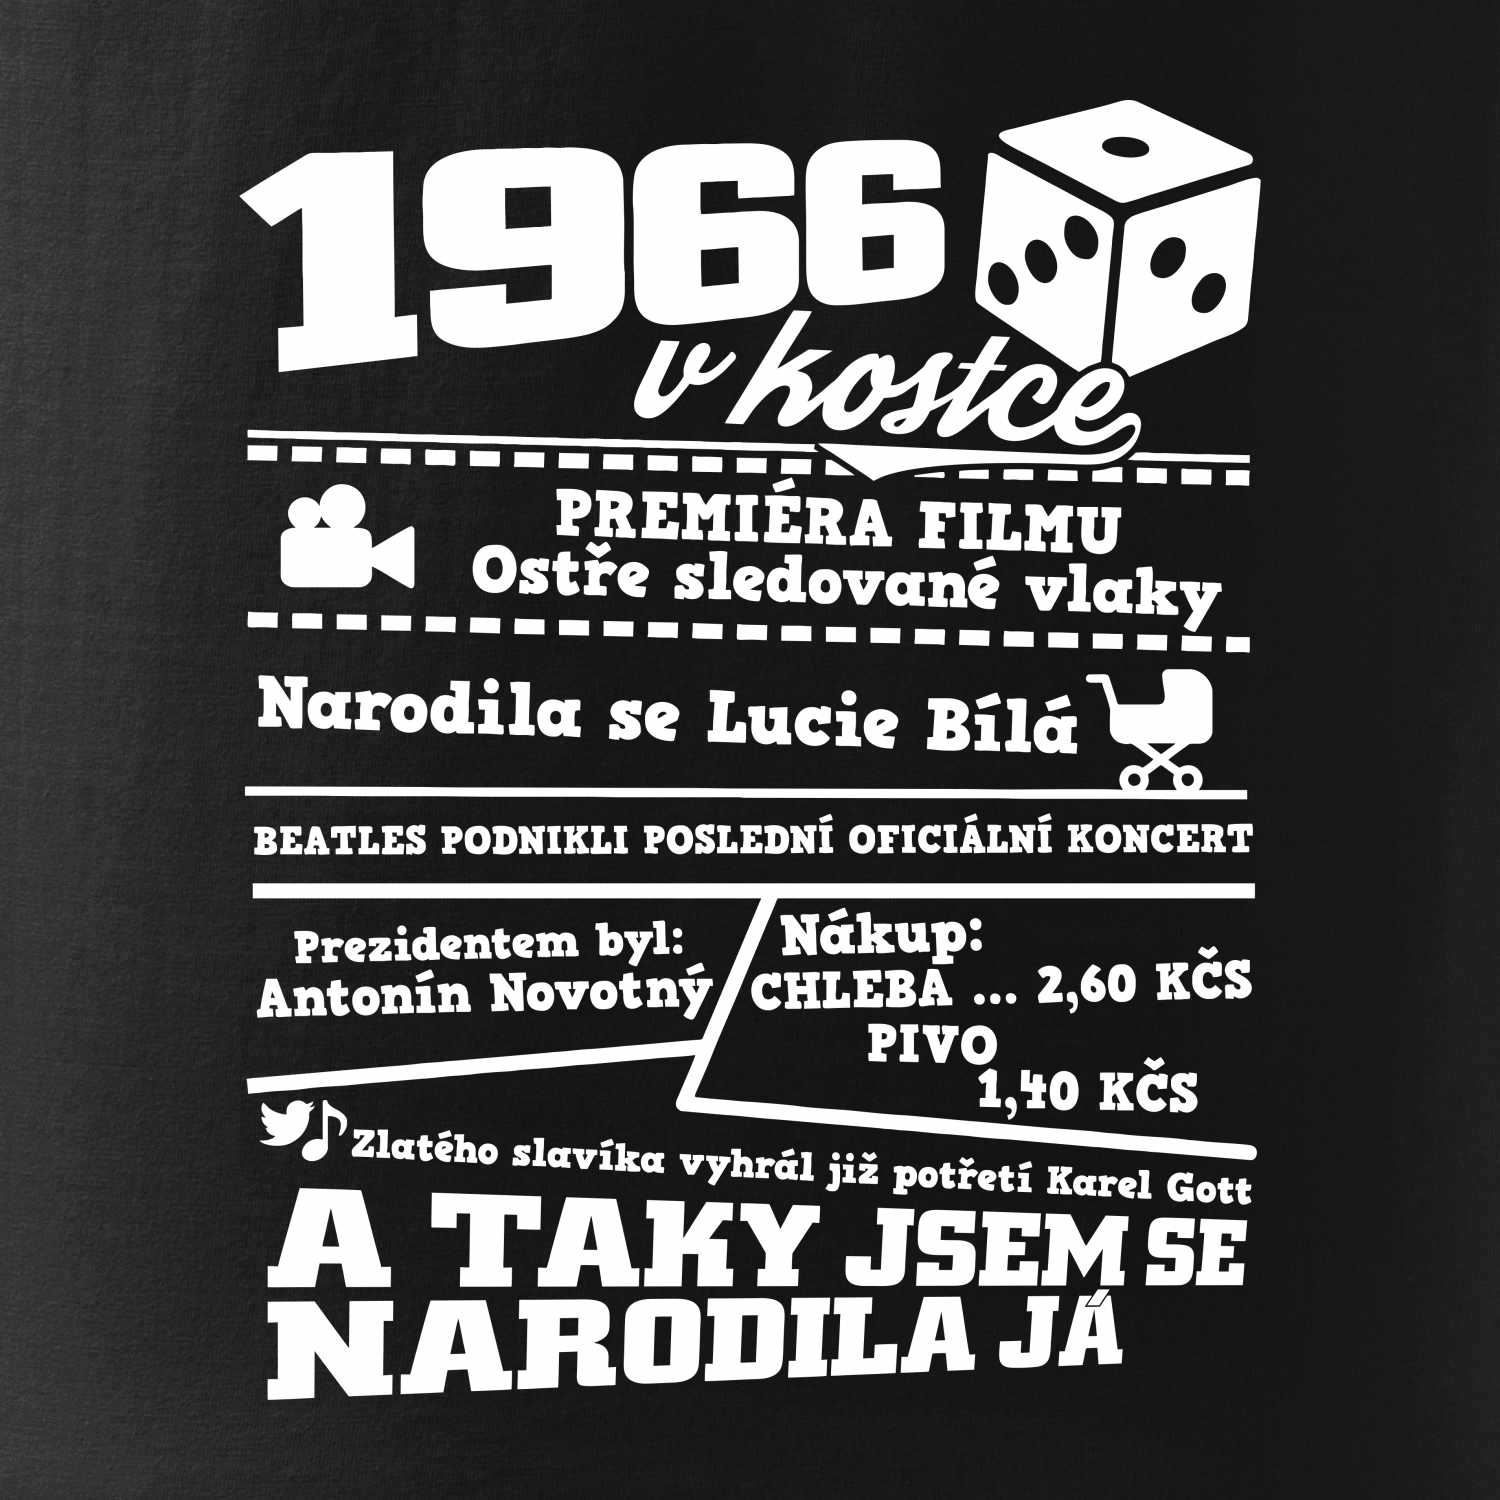 1966
v kostce
PREMIÉRA FILMU
Ostře sledované vlaky
Narodila se Lucie Bílá
BEATLES PODNIKLI POSLEDNÍ OFICIÁLNÍ KONCERT
Prezidentem byl:
Antonín Novotný
Nákup:
CHLEBA ... 2,60 KČS
PIVO
1,40 KČS
Zlatého slavíka vyhrál již potřetí Karel Gott
A TAKY JSEM SE
NARODILA JÁ